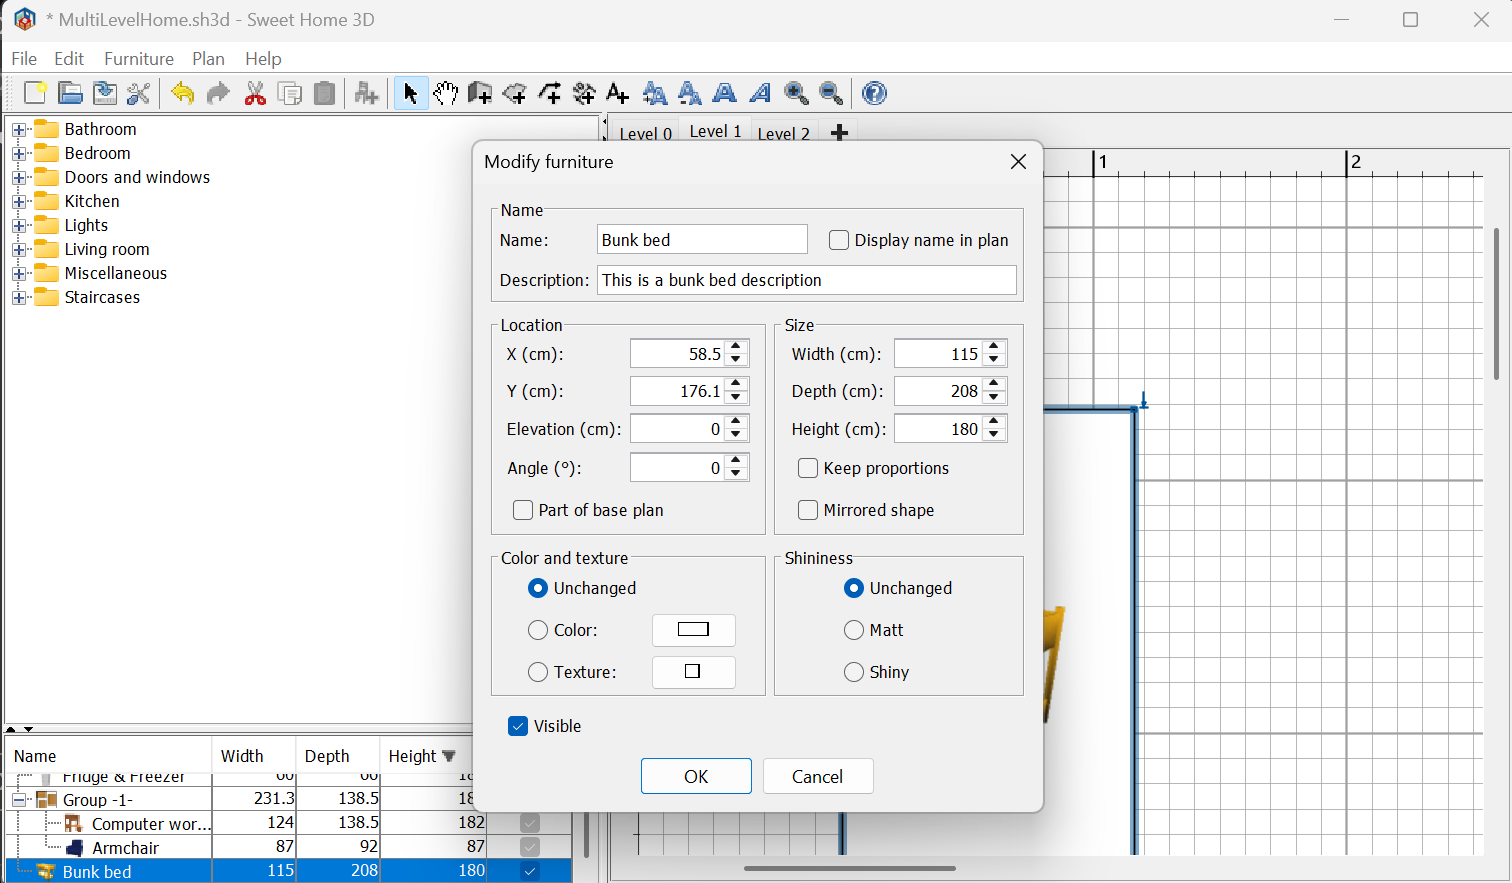 * MultiLevelHome.sh3d - Sweet Home 3D
File Edit Furniture Plan Help
Bathroom
Bedroom
Doors and windows
Kitchen
Lights
Living room
Miscellaneous
Staircases
Level 0 Level 1 Level 2
1 2
Modify furniture
Name
Name: Bunk bed Display name in plan
Description: This is a bunk bed description
Location
X (cm): 58.5
Y (cm): 176.1
Elevation (cm): 0
Angle (°): 0
Part of base plan
Size
Width (cm): 115
Depth (cm): 208
Height (cm): 180
Keep proportions
Mirrored shape
Color and texture
Unchanged
Color:
Texture:
Shininess
Unchanged
Matt
Shiny
Visible
OK Cancel
Name Width Depth Height
Fridge & Freezer 60 60
Group -1- 231.3 138.5
Computer wor... 124 138.5 182
Armchair 87 92 87
Bunk bed 115 208 180